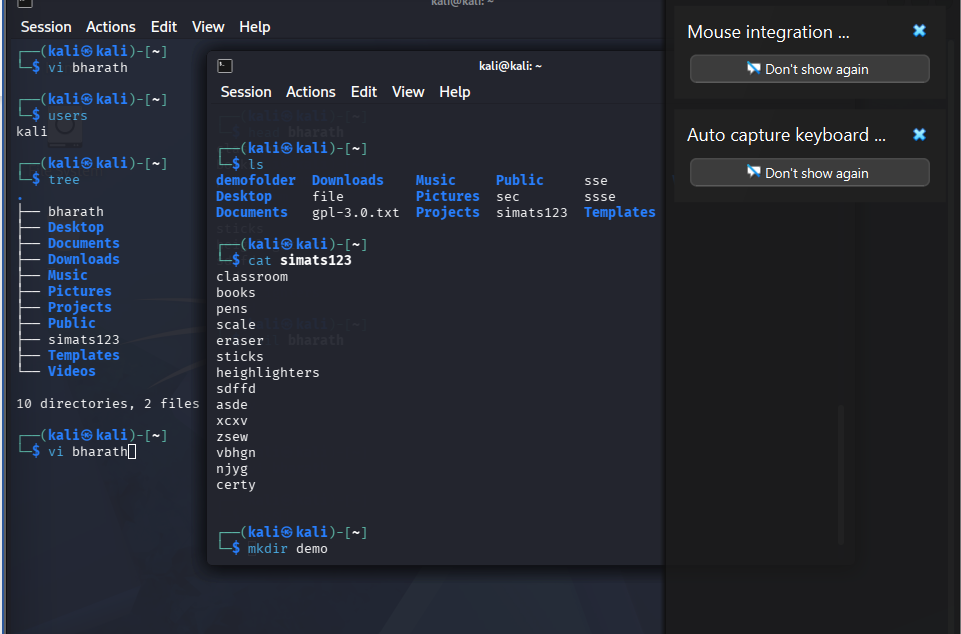 kali@kali: ~
Session Actions Edit View Help
┌──(kali㉿kali)-[~]
└─$ vi bharath
┌──(kali㉿kali)-[~]
└─$ users
kali
┌──(kali㉿kali)-[~]
└─$ tree
.
├── bharath
├── Desktop
├── Documents
├── Downloads
├── Music
├── Pictures
├── Projects
├── Public
├── simats123
├── Templates
└── Videos
10 directories, 2 files
┌──(kali㉿kali)-[~]
└─$ vi bharath
kali@kali: ~
Session Actions Edit View Help
┌──(kali㉿kali)-[~]
└─$ ls
demofolder Downloads Music Public sse
Desktop file Pictures sec ssse
Documents gpl-3.0.txt Projects simats123 Templates
┌──(kali㉿kali)-[~]
└─$ cat simats123
classroom
books
pens
scale
eraser
sticks
heighlighters
sdffd
asde
xcxv
zsew
vbhgn
njyg
certy
┌──(kali㉿kali)-[~]
└─$ mkdir demo
Mouse integration ...
Don't show again
Auto capture keyboard ...
Don't show again